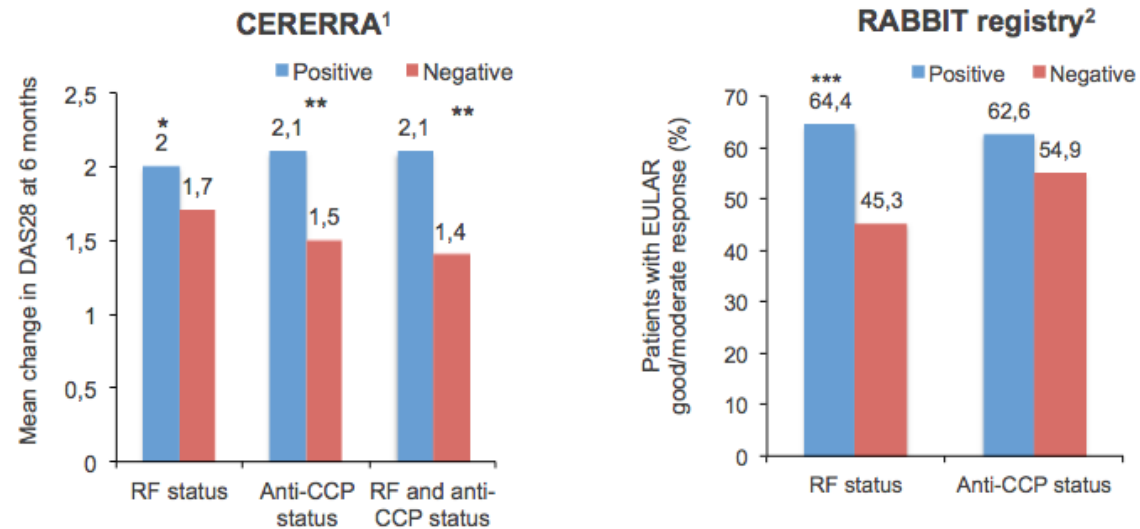 CERERRA¹
Positive Negative
Mean change in DAS28 at 6 months
2,5
2
1,5
1
0,5
0
*
2
1,7
**
2,1
1,5
**
2,1
1,4
RF status
Anti-CCP
status
RF and anti-
CCP status
RABBIT registry²
Positive Negative
Patients with EULAR
good/moderate response (%)
70
60
50
40
30
20
10
0
***
64,4
45,3
62,6
54,9
RF status
Anti-CCP status